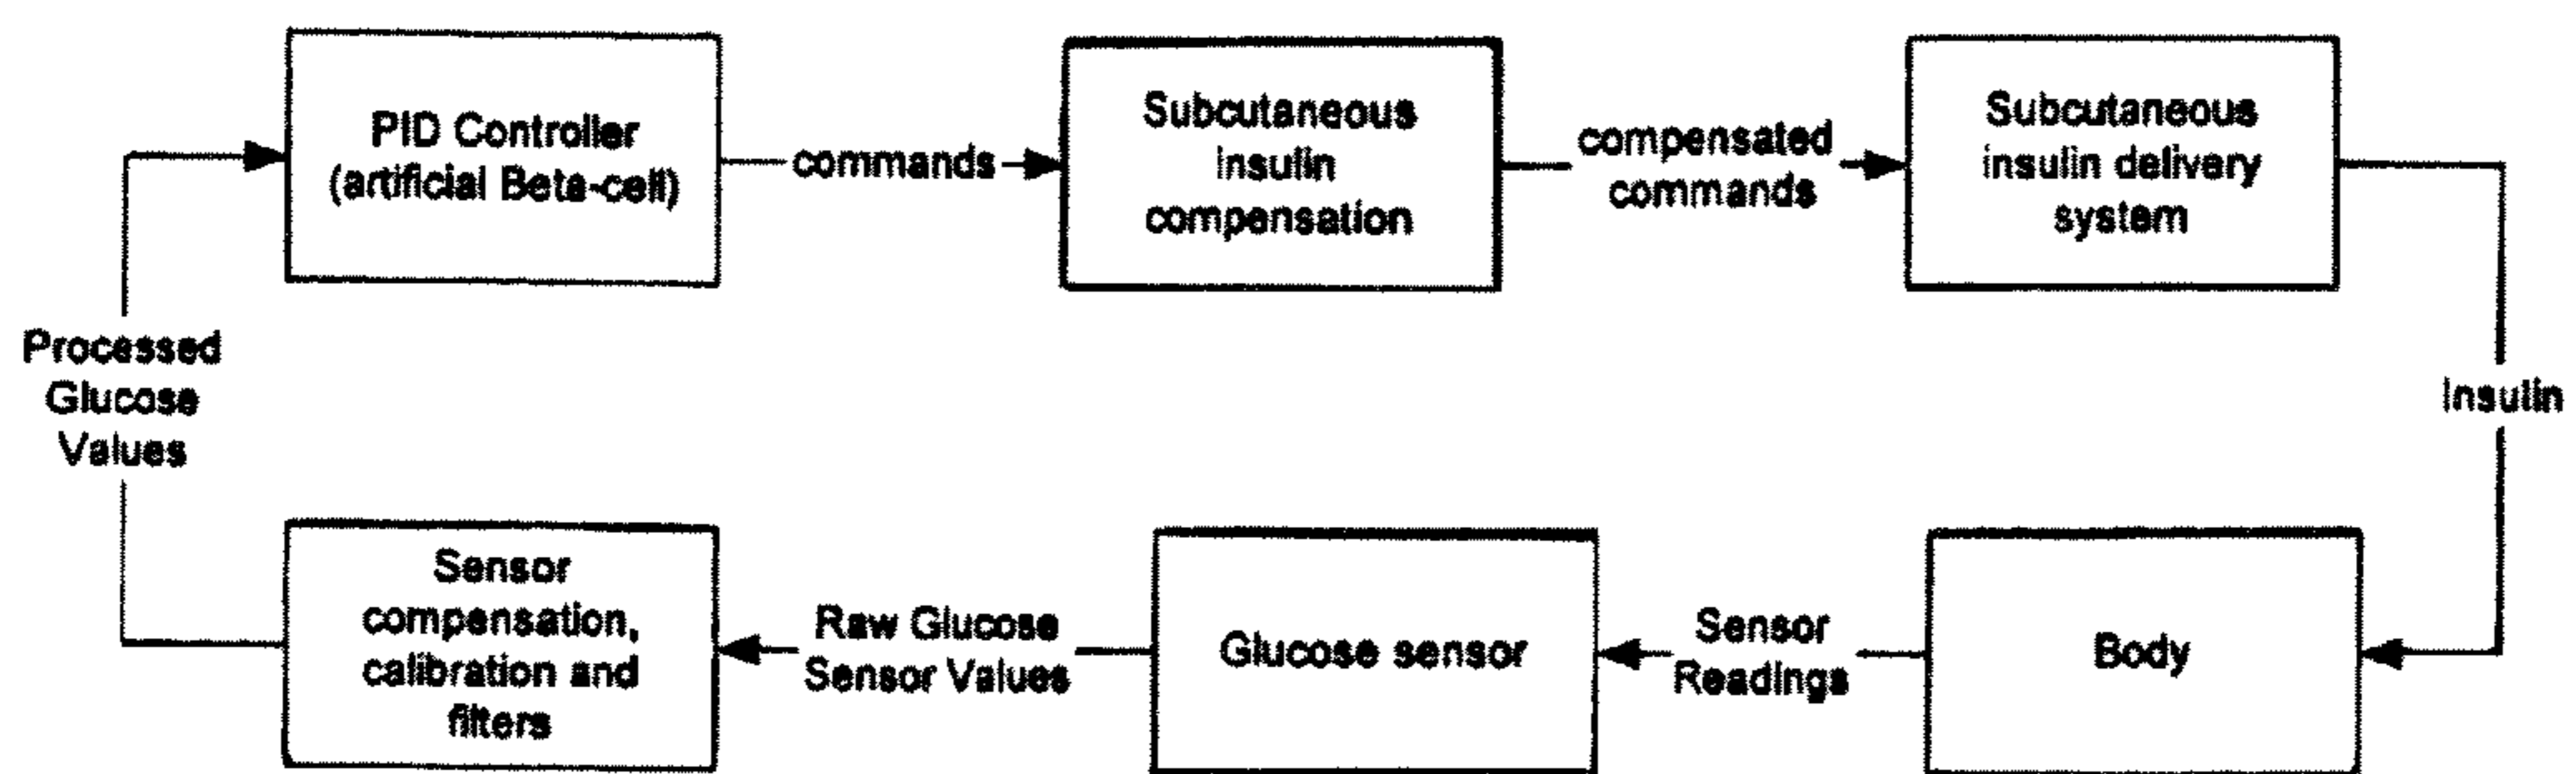 PID Controller
(artificial Beta-cell)
commands
Subcutaneous
insulin
compensation
compensated
commands
Subcutaneous
insulin delivery
system
Insulin
Processed
Glucose
Values
Sensor
compensation,
calibration and
filters
Raw Glucose
Sensor Values
Glucose sensor
Sensor
Readings
Body